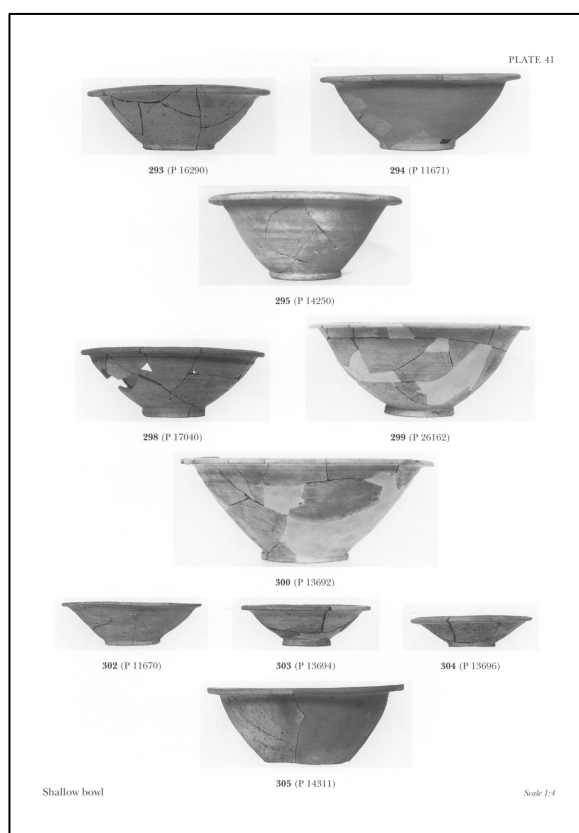 PLATE 41
293 (P 16290)
294 (P 11671)
295 (P 14250)
298 (P 17040)
299 (P 26162)
300 (P 13692)
302 (P 11670)
303 (P 13694)
304 (P 13696)
305 (P 14311)
Shallow bowl
Scale 1:4